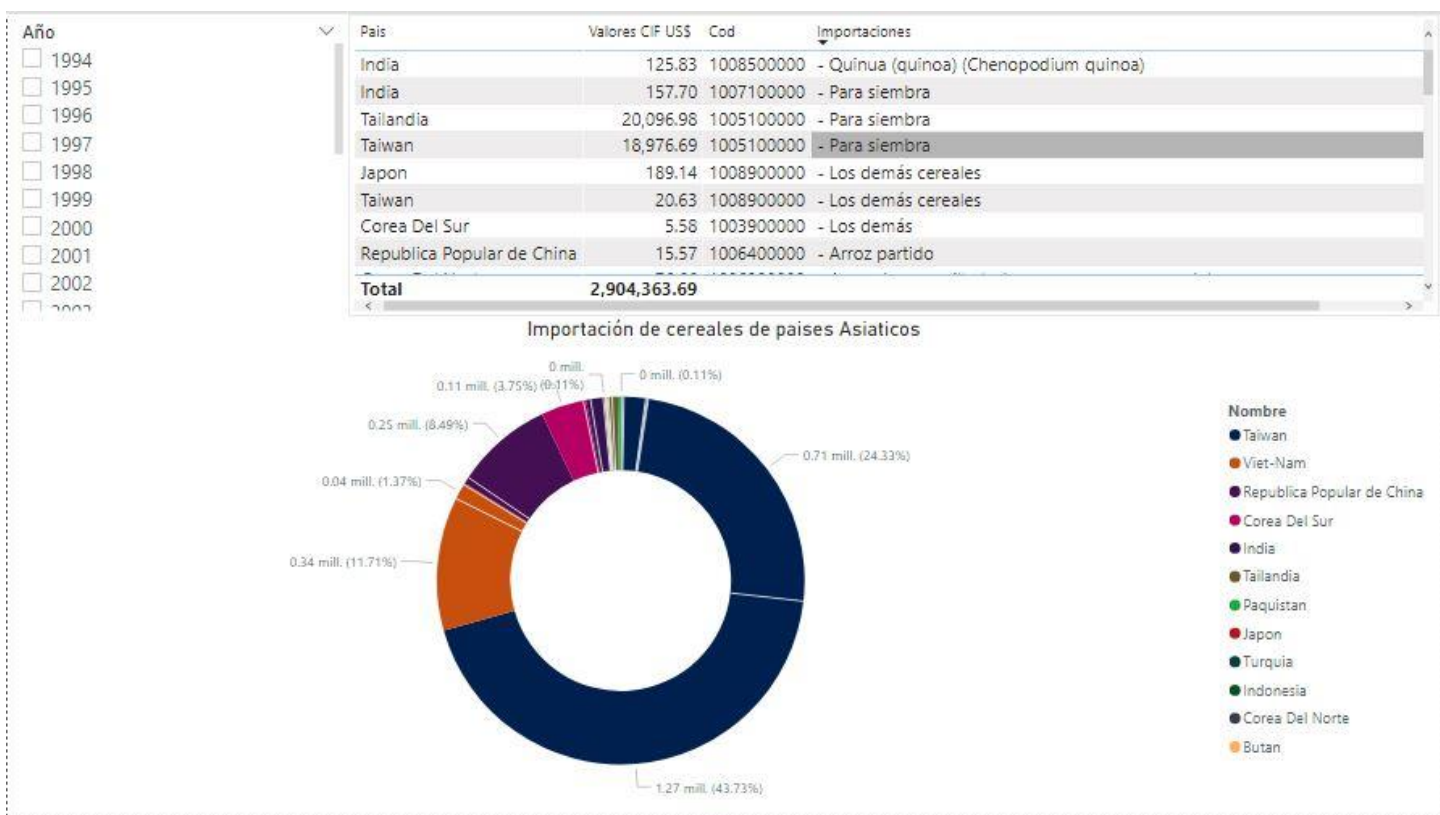 Año
1994
1995
1996
1997
1998
1999
2000
2001
2002
Pais Valores CIF US$ Cod Importaciones
India 125.83 1008500000 - Quinua (quinoa) (Chenopodium quinoa)
India 157.70 1007100000 - Para siembra
Tailandia 20,096.98 1005100000 - Para siembra
Taiwan 18,976.69 1005100000 - Para siembra
Japon 189.14 1008900000 - Los demás cereales
Taiwan 20.63 1008900000 - Los demás cereales
Corea Del Sur 5.58 1003900000 - Los demás
Republica Popular de China 15.57 1006400000 - Arroz partido
Total 2,904,363.69
Importación de cereales de paises Asiaticos
0 mill.
0 mill. (0.11%)
0.11 mill. (3.75%) (0.11%)
0.25 mill. (8.49%)
0.71 mill. (24.33%)
0.04 mill. (1.37%)
0.34 mill. (11.71%)
1.27 mill. (43.73%)
Nombre
Taiwan
Viet-Nam
Republica Popular de China
Corea Del Sur
India
Tailandia
Paquistan
Japon
Turquia
Indonesia
Corea Del Norte
Butan